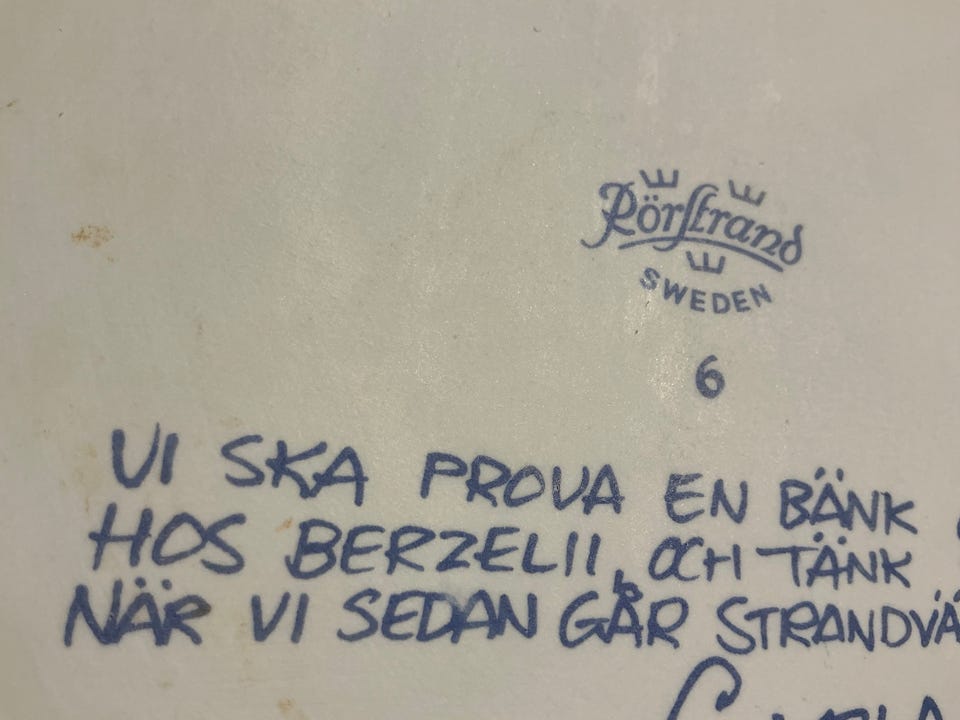 Rörstrand
SWEDEN
6
VI SKA PROVA EN BÄNK
HOS BERZELII, OCH TÄNK
NÄR VI SEDAN GÅR